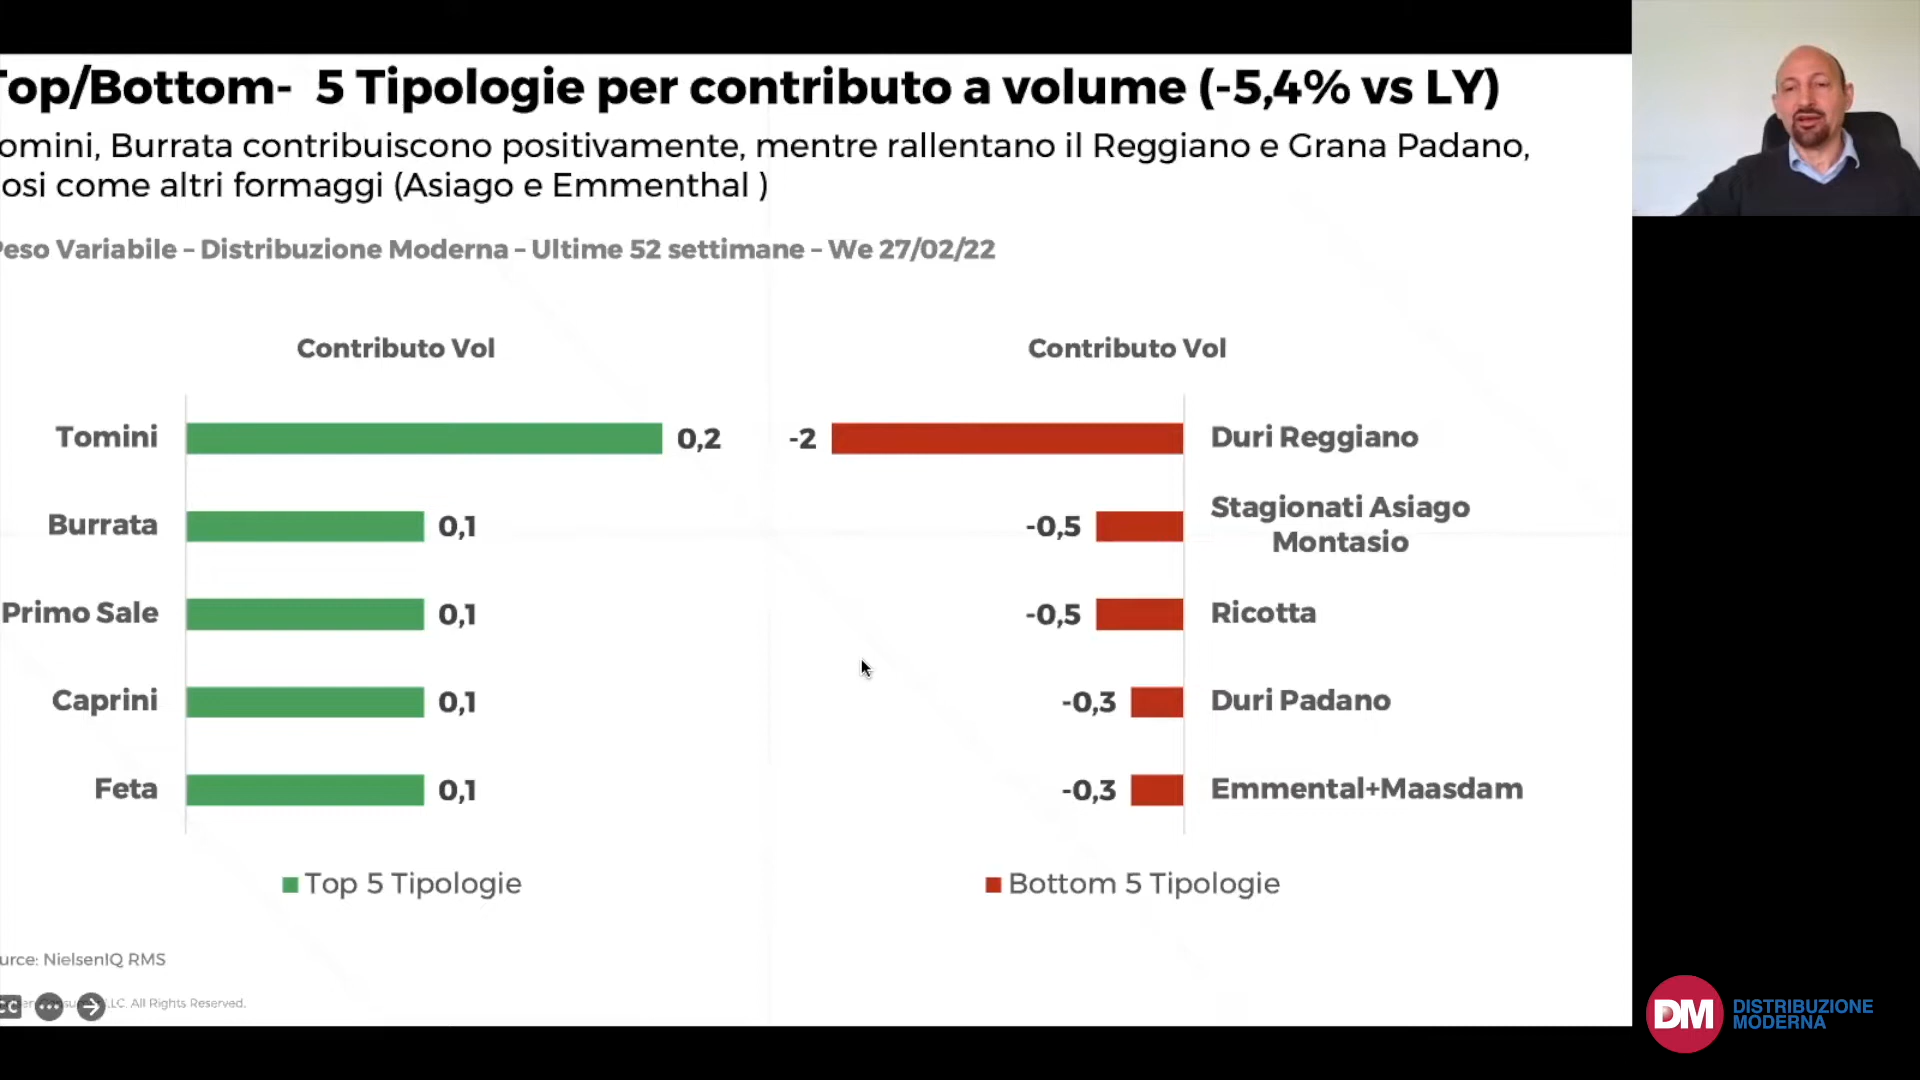 Top/Bottom- 5 Tipologie per contributo a volume (-5,4% vs LY)
omini, Burrata contribuiscono positivamente, mentre rallentano il Reggiano e Grana Padano,
osi come altri formaggi (Asiago e Emmenthal )
Peso Variabile – Distribuzione Moderna – Ultime 52 settimane – We 27/02/22
Contributo Vol
Tomini 0,2
Burrata 0,1
Primo Sale 0,1
Caprini 0,1
Feta 0,1
Top 5 Tipologie
Contributo Vol
-2 Duri Reggiano
-0,5 Stagionati Asiago
Montasio
-0,5 Ricotta
-0,3 Duri Padano
-0,3 Emmental+Maasdam
Bottom 5 Tipologie
urce: NielsenIQ RMS
LLC. All Rights Reserved.
CC
DM DISTRIBUZIONE
MODERNA